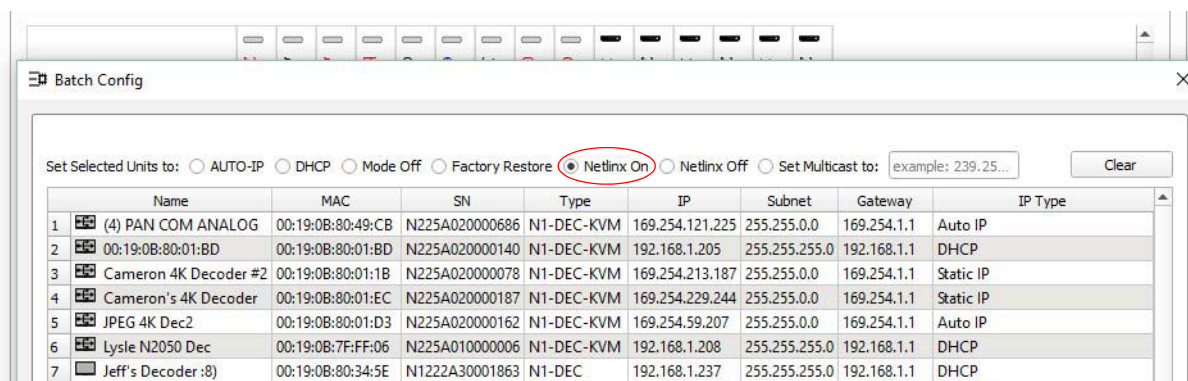 Batch Config
Set Selected Units to: AUTO-IP DHCP Mode Off Factory Restore Netlinx On Netlinx Off Set Multicast to: example: 239.25... Clear
Name MAC SN Type IP Subnet Gateway IP Type
1 (4) PAN COM ANALOG 00:19:0B:80:49:CB N225A020000686 N1-DEC-KVM 169.254.121.225 255.255.0.0 169.254.1.1 Auto IP
2 00:19:0B:80:01:BD 00:19:0B:80:01:BD N225A020000140 N1-DEC-KVM 192.168.1.205 255.255.255.0 192.168.1.1 DHCP
3 Cameron 4K Decoder #2 00:19:0B:80:01:1B N225A020000078 N1-DEC-KVM 169.254.213.187 255.255.0.0 169.254.1.1 Static IP
4 Cameron's 4K Decoder 00:19:0B:80:01:EC N225A020000187 N1-DEC-KVM 169.254.229.244 255.255.0.0 169.254.1.1 Static IP
5 JPEG 4K Dec2 00:19:0B:80:01:D3 N225A020000162 N1-DEC-KVM 169.254.59.207 255.255.0.0 169.254.1.1 Auto IP
6 Lysle N2050 Dec 00:19:0B:7F:FF:06 N225A010000006 N1-DEC-KVM 192.168.1.208 255.255.255.0 192.168.1.1 DHCP
7 Jeff's Decoder :8) 00:19:0B:80:34:5E N1222A30001863 N1-DEC 192.168.1.237 255.255.255.0 192.168.1.1 DHCP